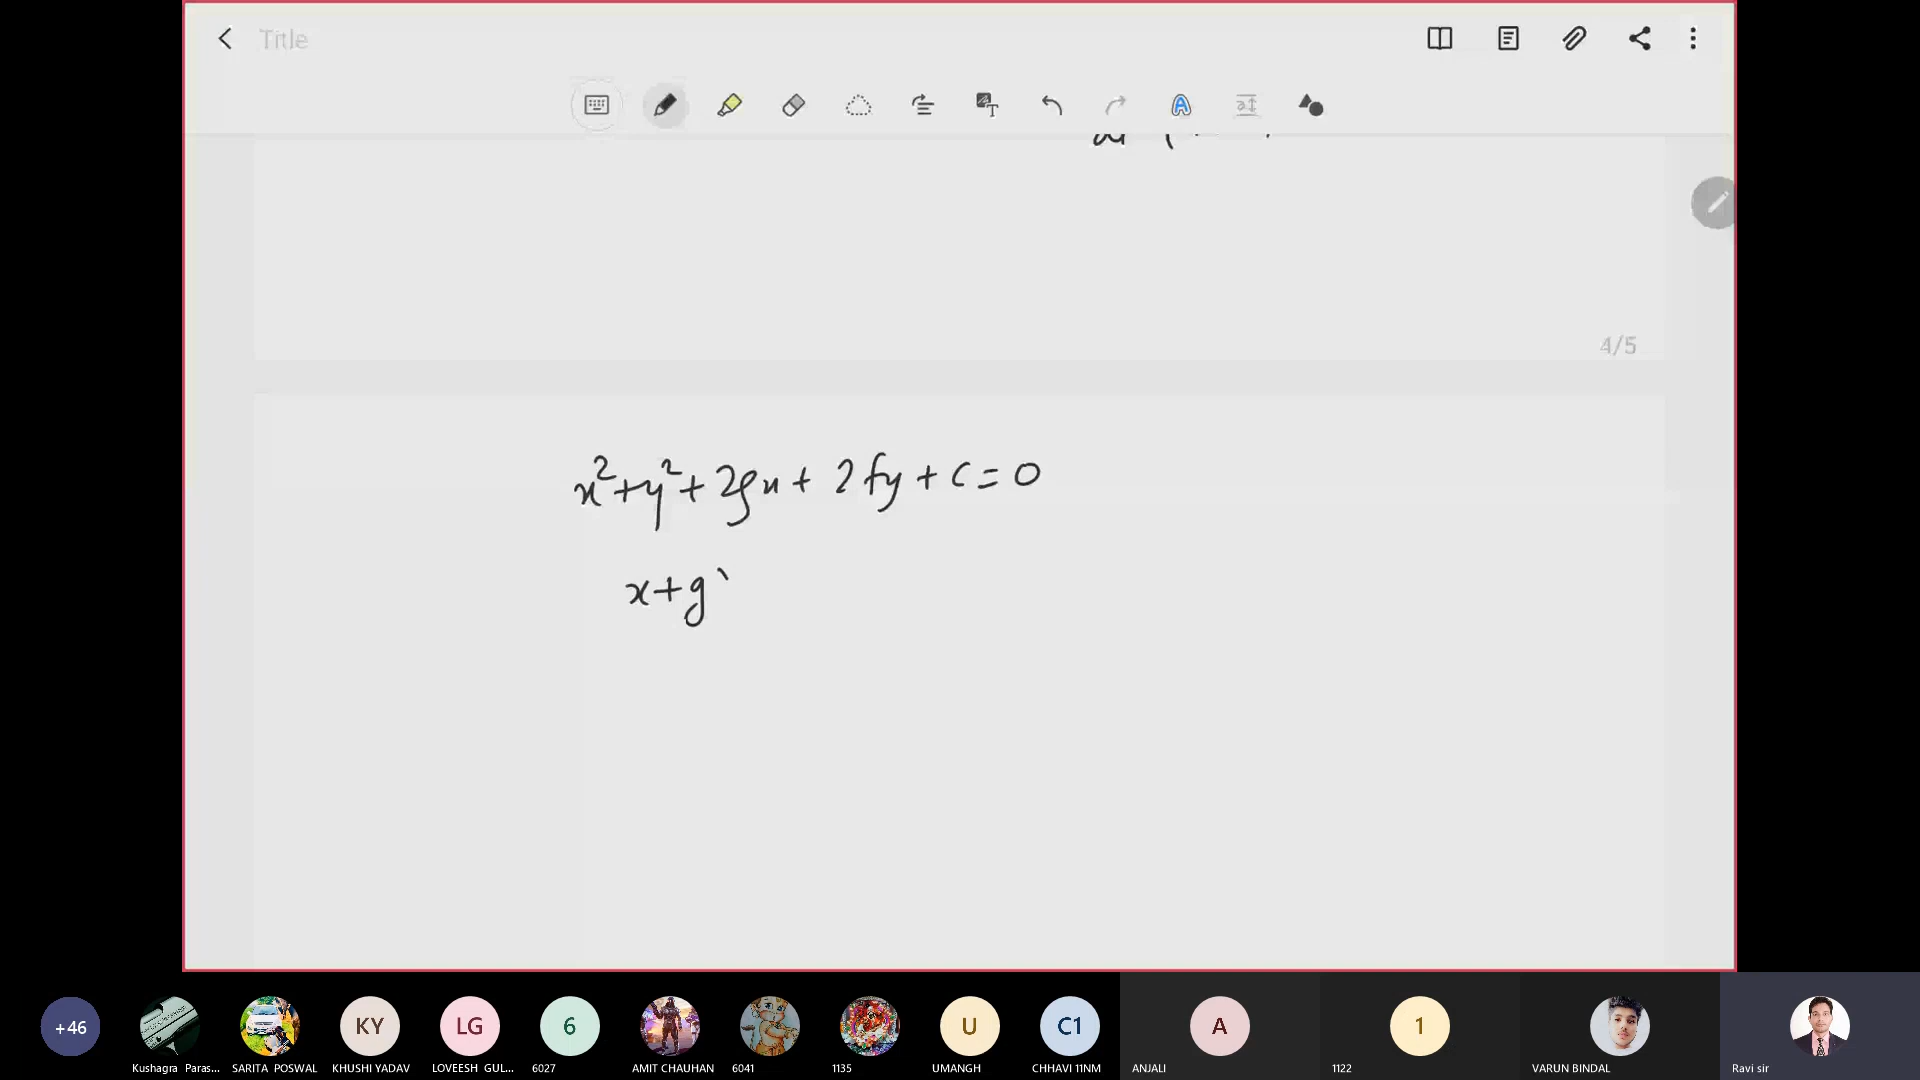 Title
4/5
x²+y²+2gx+2fy+c=0
x+g
+46
KY
LG
6
U
C1
A
1
Kushagra Paras...
SARITA POSWAL
KHUSHI YADAV
LOVEESH GUL...
6027
AMIT CHAUHAN
6041
1135
UMANGH
CHHAVI 11NM
ANJALI
1122
VARUN BINDAL
Ravi sir